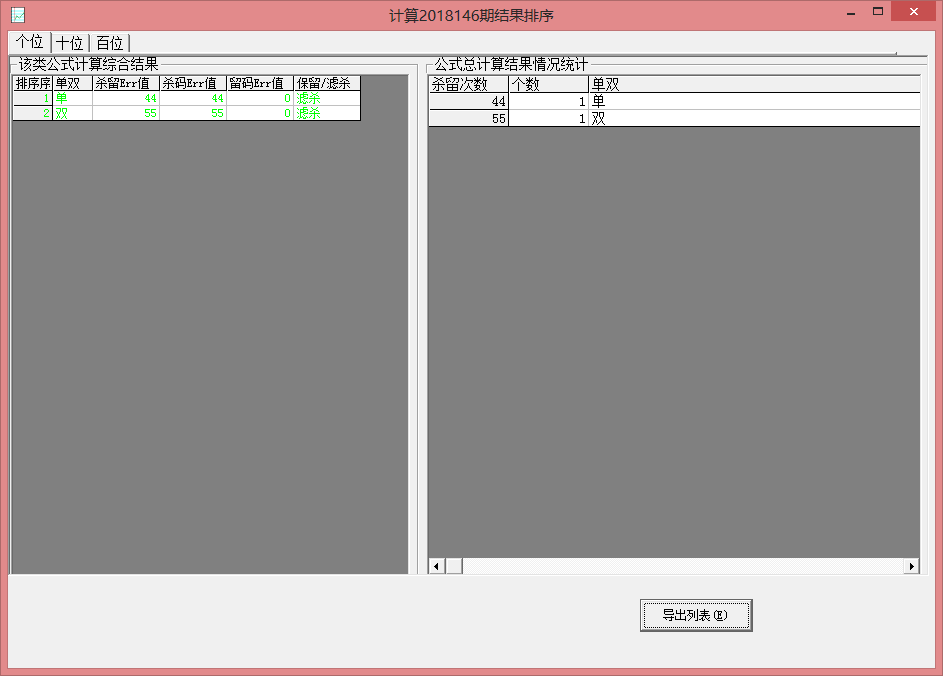 计算2018146期结果排序
个位 十位 百位
该类公式计算综合结果
排序序 单双 杀留Err值 杀码Err值 留码Err值 保留/滤杀
1 单 44 44 0 滤杀
2 双 55 55 0 滤杀
公式总计算结果情况统计
杀留次数 个数 单双
44 1 单
55 1 双
导出列表(E)